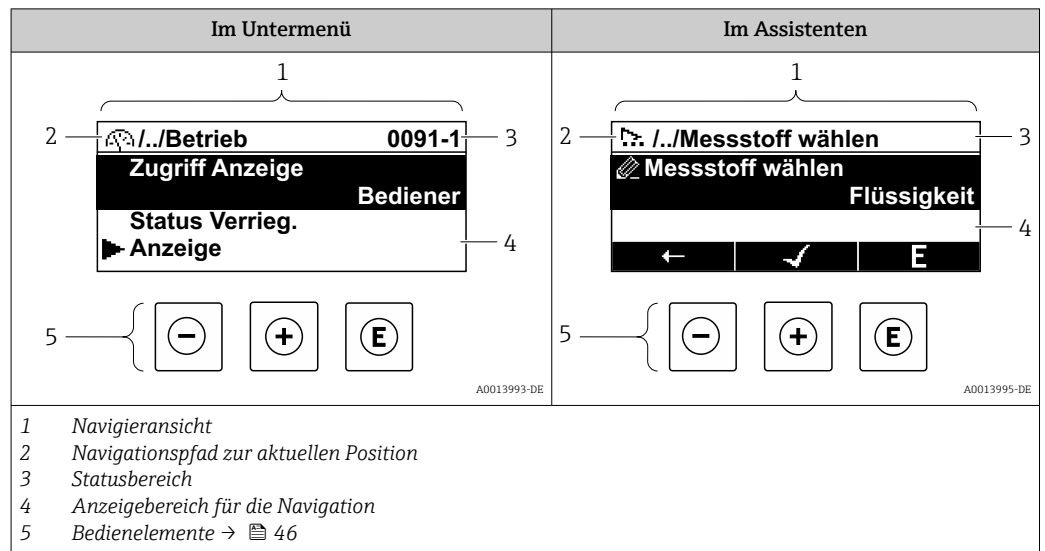 Im Untermenü
Im Assistenten
1
2
/../Betrieb 0091-1
3
Zugriff Anzeige
Bediener
Status Verrieg.
Anzeige
4
5
E
A0013993-DE
1
2
/../Messstoff wählen
3
Messstoff wählen
Flüssigkeit
4
E
5
E
A0013995-DE
1 Navigieransicht
2 Navigationspfad zur aktuellen Position
3 Statusbereich
4 Anzeigebereich für die Navigation
5 Bedienelemente → 46